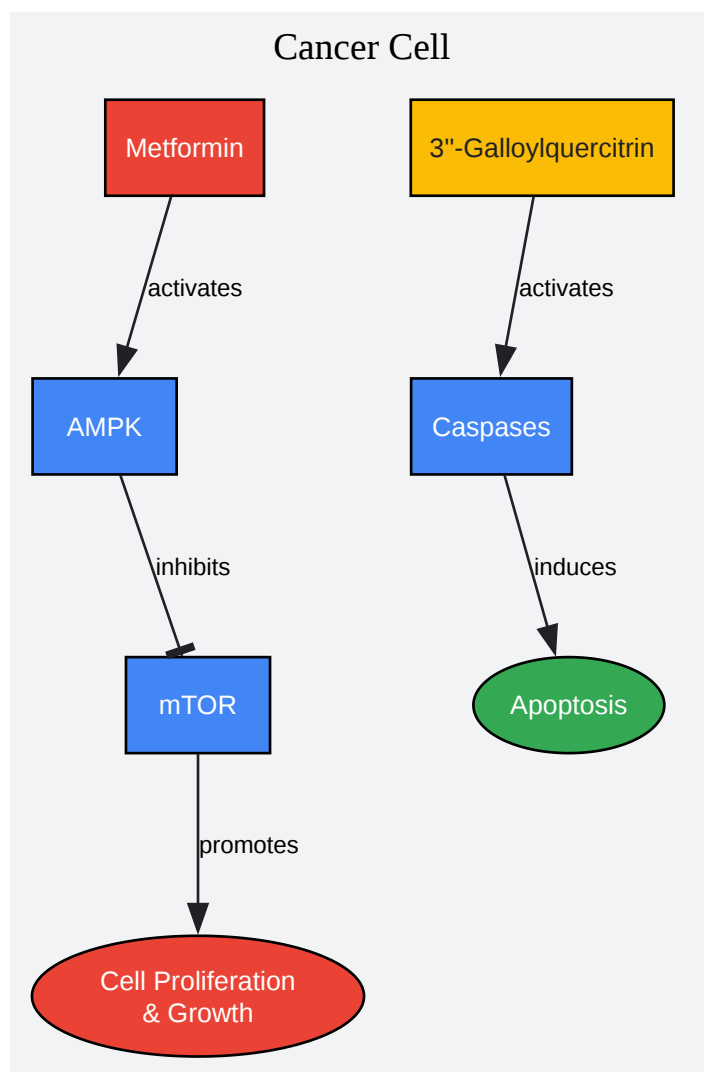 Cancer Cell
Metformin
3"-Galloylquercitrin
activates
activates
AMPK
Caspases
inhibits
induces
mTOR
Apoptosis
promotes
Cell Proliferation
& Growth